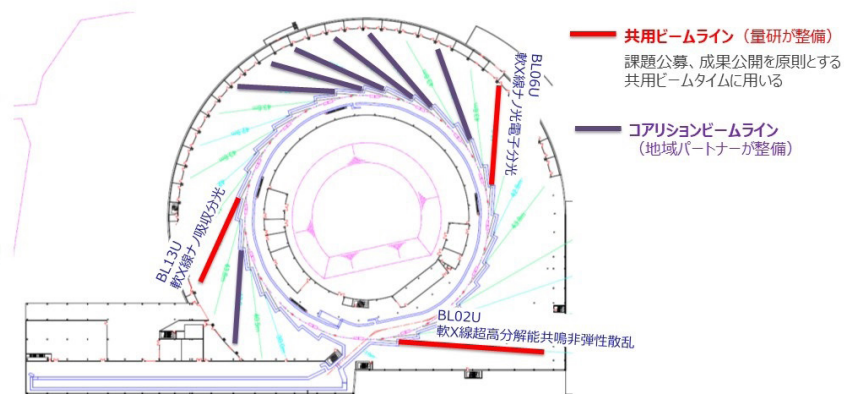 共用ビームライン（量研が整備）
課題公募、成果公開を原則とする
共用ビームタイムに用いる
コアリションビームライン
（地域パートナーが整備）
BL06U
軟X線ナノ光電子分光
BL13U
軟X線ナノ吸収分光
BL02U
軟X線超高分解能共鳴非弾性散乱